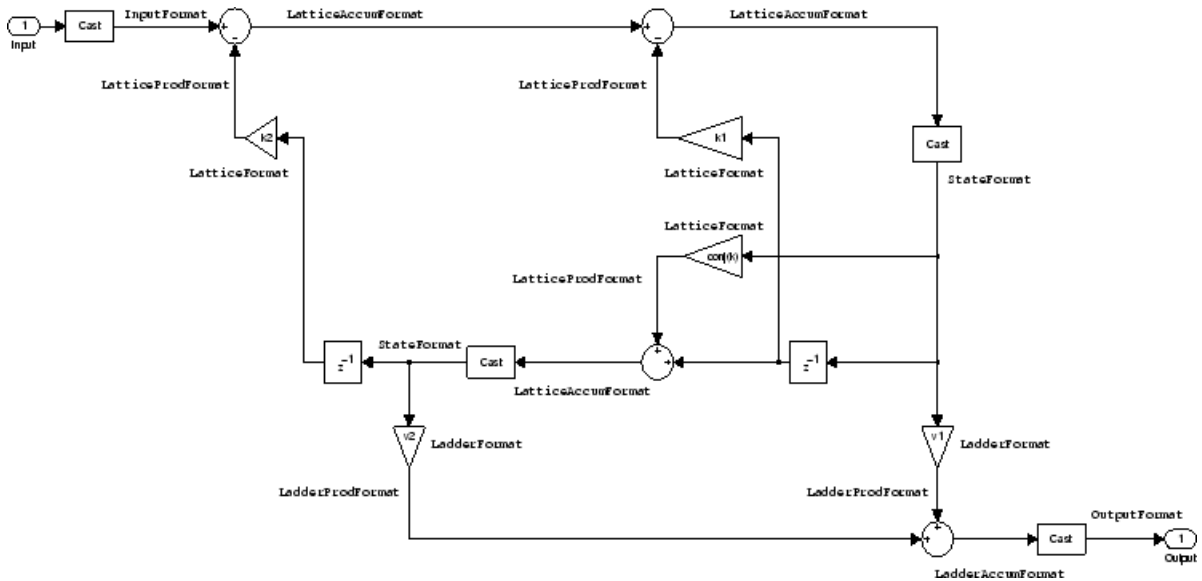 InputFormat
LatticeAccumFormat
LatticeAccumFormat
1
Cast
+
-
+
-
Input
LatticeProdFormat
LatticeProdFormat
k2
k1
Cast
LatticeFormat
LatticeFormat
StateFormat
LatticeFormat
conj(k)
LatticeProdFormat
StateFormat
+
+
z-1
Cast
z-1
LatticeAccumFormat
v2
LadderFormat
v1
LadderFormat
LadderProdFormat
LadderProdFormat
OutputFormat
+
+
Cast
1
Output
LadderAccumFormat